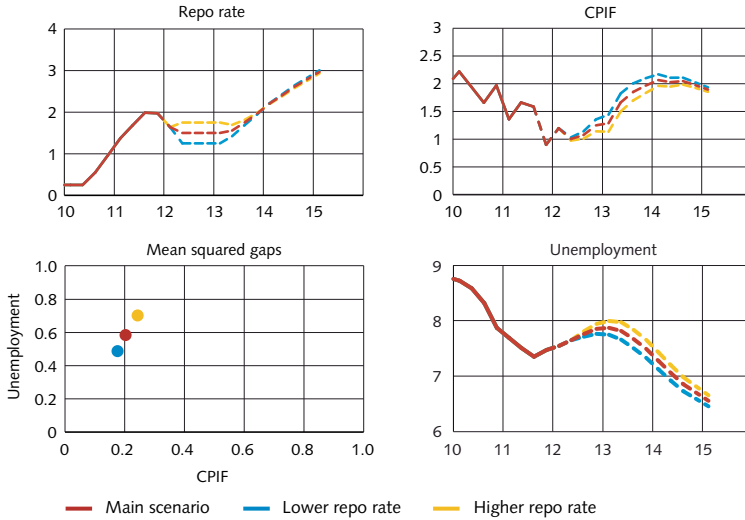 Repo rate
4
3
2
1
0
10 11 12 13 14 15
CPIF
3
2.5
2
1.5
1
0.5
0
10 11 12 13 14 15
Mean squared gaps
Unemployment
1.0
0.8
0.6
0.4
0.2
0
0 0.2 0.4 0.6 0.8 1.0
CPIF
Unemployment
9
8
7
6
10 11 12 13 14 15
Main scenario Lower repo rate Higher repo rate